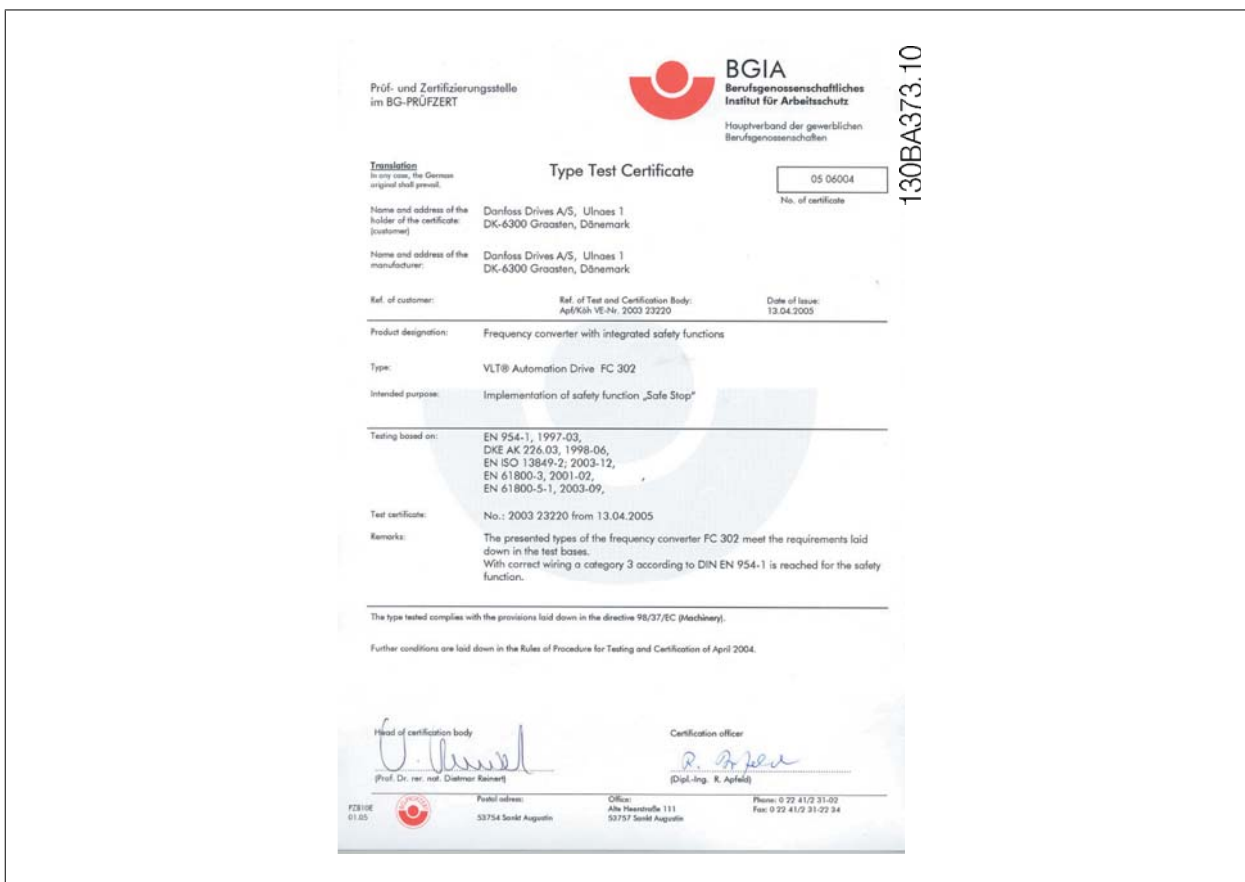 130BA373.10
Prüf- und Zertifizierungsstelle
im BG-PRÜFZERT
BGIA
Berufsgenossenschaftliches
Institut für Arbeitsschutz
Hauptverband der gewerblichen
Berufsgenossenschaften
Translation
In any case, the German
original shall prevail.
Type Test Certificate
05 06004
No. of certificate
Name and address of the
holder of the certificate:
(customer)
Danfoss Drives A/S, Ulnaes 1
DK-6300 Graasten, Dänemark
Name and address of the
manufacturer:
Danfoss Drives A/S, Ulnaes 1
DK-6300 Graasten, Dänemark
Ref. of customer:
Ref. of Test and Certification Body:
Apf/Köh VE-Nr. 2003 23220
Date of Issue:
13.04.2005
Product designation:
Frequency converter with integrated safety functions
Type:
VLT® Automation Drive FC 302
Intended purpose:
Implementation of safety function „Safe Stop“
Testing based on:
EN 954-1, 1997-03,
DKE AK 226.03, 1998-06,
EN ISO 13849-2; 2003-12,
EN 61800-3, 2001-02,
EN 61800-5-1, 2003-09,
Test certificate:
No.: 2003 23220 from 13.04.2005
Remarks:
The presented types of the frequency converter FC 302 meet the requirements laid
down in the test bases.
With correct wiring a category 3 according to DIN EN 954-1 is reached for the safety
function.
The type tested complies with the provisions laid down in the directive 98/37/EC (Machinery).
Further conditions are laid down in the Rules of Procedure for Testing and Certification of April 2004.
Head of certification body
(Prof. Dr. rer. nat. Dietmar Reinert)
Certification officer
R. Apfeld
(Dipl.-Ing. R. Apfeld)
PZB10E
01.05
Postal adress:
53754 Sankt Augustin
Office:
Alte Heerstraße 111
53757 Sankt Augustin
Phone: 0 22 41/2 31-02
Fax: 0 22 41/2 31-22 34